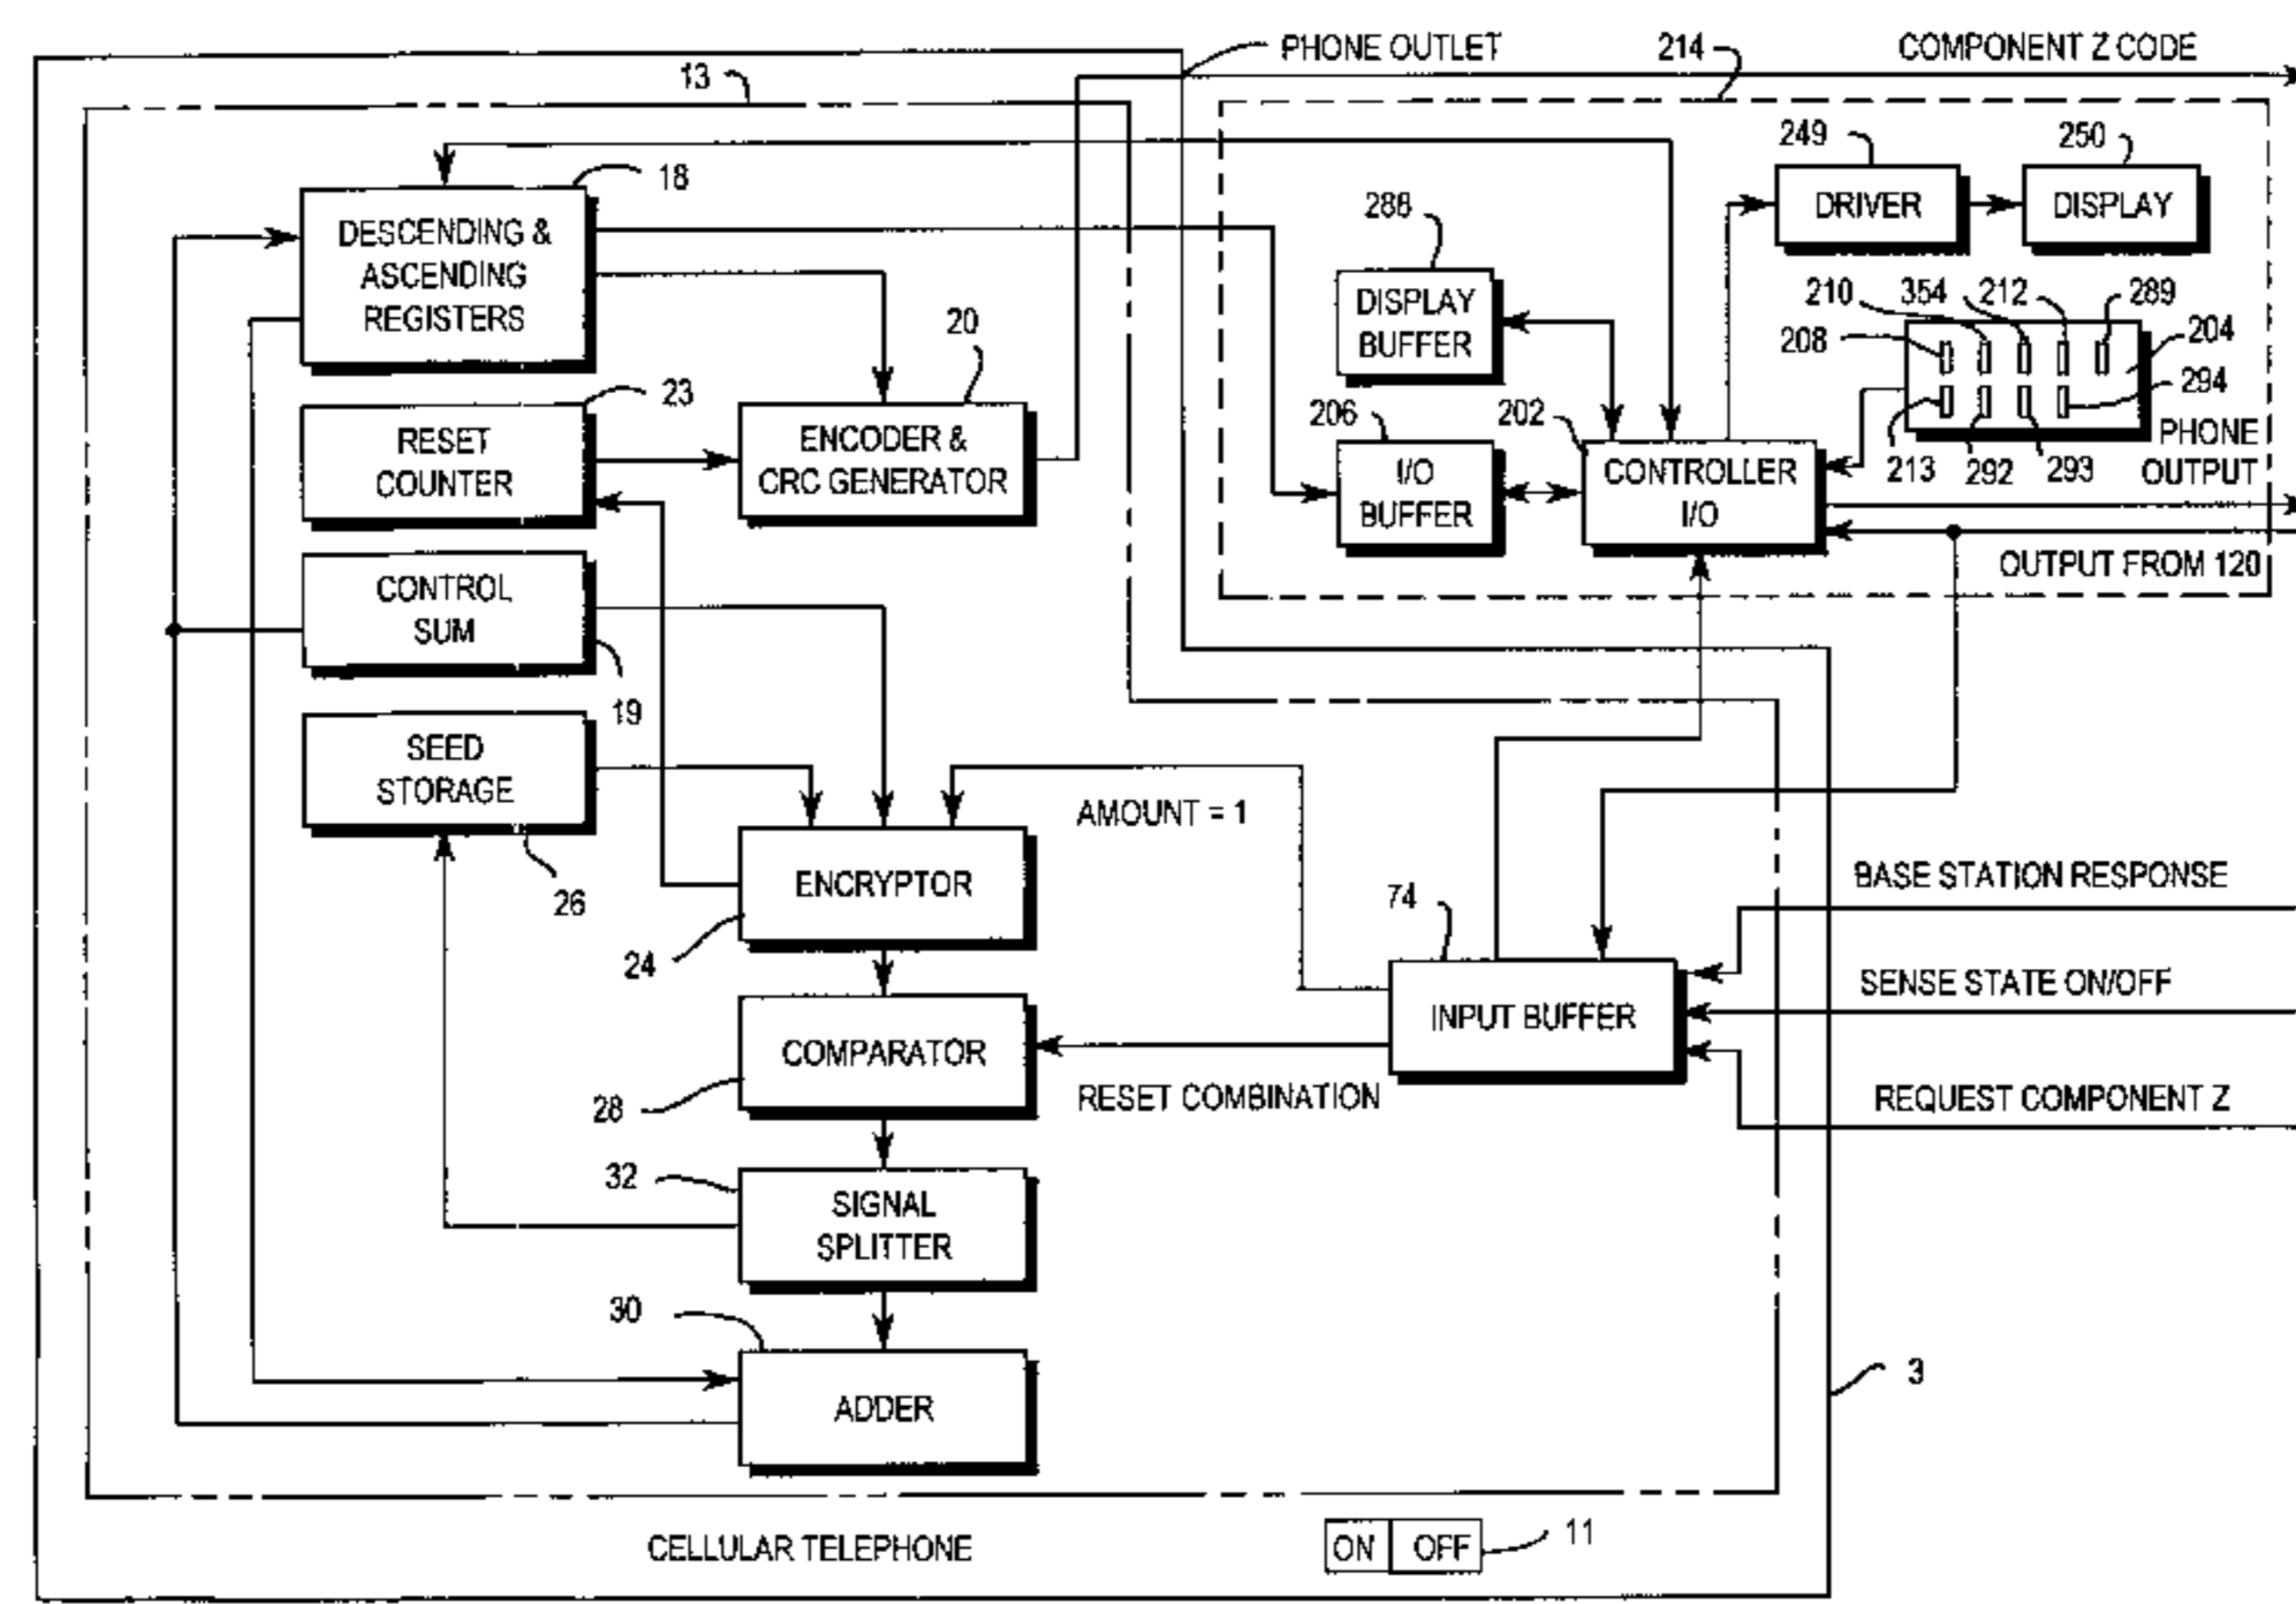 PHONE OUTLET
214
COMPONENT Z CODE
13
249
250
18
DRIVER
DISPLAY
DESCENDING &
ASCENDING
REGISTERS
288
DISPLAY
BUFFER
210
354
212
289
208
204
294
20
23
206
202
RESET
COUNTER
ENCODER &
CRC GENERATOR
I/O
BUFFER
CONTROLLER
I/O
213
292
293
PHONE
OUTPUT
OUTPUT FROM 120
CONTROL
SUM
19
SEED
STORAGE
26
AMOUNT = 1
ENCRYPTOR
24
74
BASE STATION RESPONSE
INPUT BUFFER
SENSE STATE ON/OFF
COMPARATOR
28
RESET COMBINATION
REQUEST COMPONENT Z
32
SIGNAL
SPLITTER
30
ADDER
3
CELLULAR TELEPHONE
ON
OFF
11